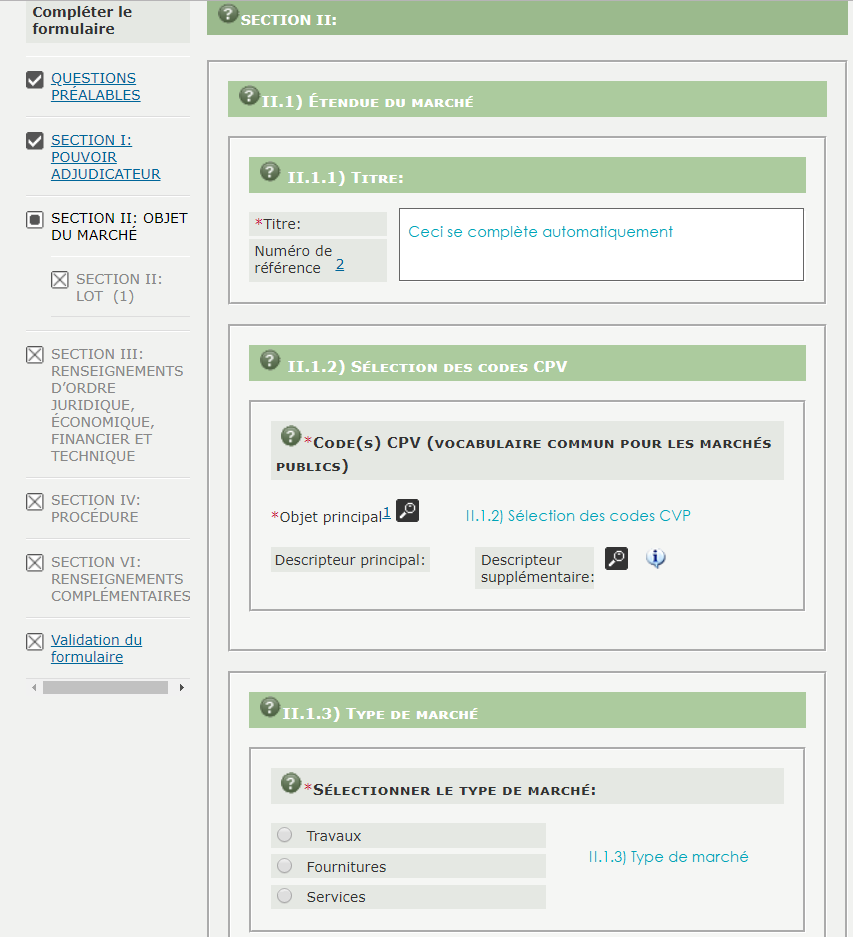 Compléter le
formulaire
QUESTIONS
PRÉALABLES
SECTION I:
POUVOIR
ADJUDICATEUR
SECTION II: OBJET
DU MARCHÉ
SECTION II:
LOT (1)
SECTION III:
RENSEIGNEMENTS
D'ORDRE
JURIDIQUE,
ÉCONOMIQUE,
FINANCIER ET
TECHNIQUE
SECTION IV:
PROCÉDURE
SECTION VI:
RENSEIGNEMENTS
COMPLÉMENTAIRES
Validation du
formulaire
SECTION II:
II.1) Étendue du marché
II.1.1) Titre:
*Titre:
Numéro de
référence 2
Ceci se complète automatiquement
II.1.2) Sélection des codes CPV
*Code(s) CPV (vocabulaire commun pour les marchés
publics)
*Objet principal1
II.1.2) Sélection des codes CVP
Descripteur principal:
Descripteur
supplémentaire:
II.1.3) Type de marché
*Sélectionner le type de marché:
Travaux
Fournitures
Services
II.1.3) Type de marché